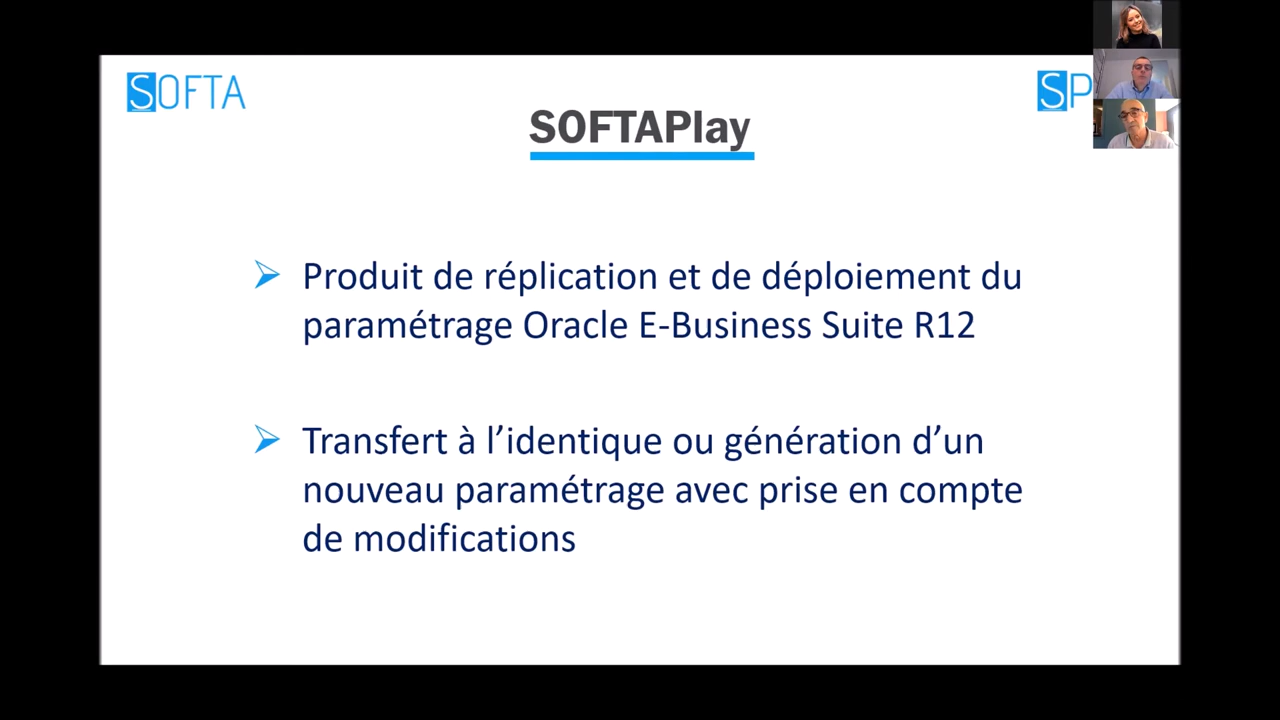 SOFTA
SP
SOFTAPlay
➢ Produit de réplication et de déploiement du
paramétrage Oracle E-Business Suite R12
➢ Transfert à l’identique ou génération d’un
nouveau paramétrage avec prise en compte
de modifications